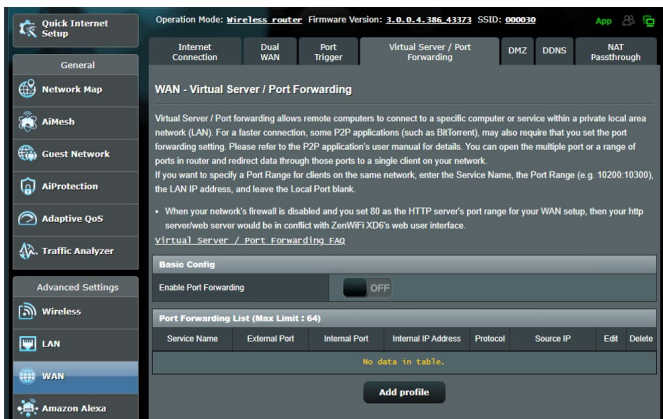 Quick Internet
Setup
General
Network Map
AiMesh
Guest Network
AiProtection
Adaptive QoS
Traffic Analyzer
Advanced Settings
Wireless
LAN
WAN
Amazon Alexa
Operation Mode: Wireless router Firmware Version: 3.0.0.4.386_43373 SSID: 000030 App
Internet
Connection
Dual
WAN
Port
Trigger
Virtual Server / Port
Forwarding
DMZ
DDNS
NAT
Passthrough
WAN - Virtual Server / Port Forwarding
Virtual Server / Port forwarding allows remote computers to connect to a specific computer or service within a private local area
network (LAN). For a faster connection, some P2P applications (such as BitTorrent), may also require that you set the port
forwarding setting. Please refer to the P2P application's user manual for details. You can open the multiple port or a range of
ports in router and redirect data through those ports to a single client on your network.
If you want to specify a Port Range for clients on the same network, enter the Service Name, the Port Range (e.g. 10200:10300),
the LAN IP address, and leave the Local Port blank.
• When your network's firewall is disabled and you set 80 as the HTTP server's port range for your WAN setup, then your http
server/web server would be in conflict with ZenWiFi XD6's web user interface.
Virtual Server / Port Forwarding FAQ
Basic Config
Enable Port Forwarding OFF
Port Forwarding List (Max Limit : 64)
Service Name External Port Internal Port Internal IP Address Protocol Source IP Edit Delete
No data in table.
Add profile